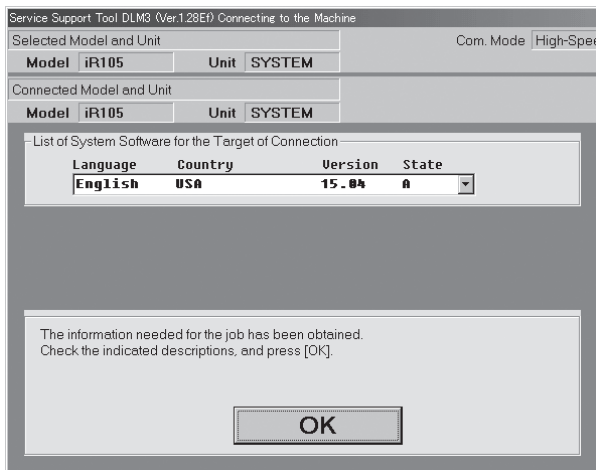 Service Support Tool DLM3 (Ver.1.28Ef) Connecting to the Machine
Selected Model and Unit Com. Mode High-Spee
Model iR105 Unit SYSTEM
Connected Model and Unit
Model iR105 Unit SYSTEM
List of System Software for the Target of Connection
Language Country Version State
English USA 15.04 A
The information needed for the job has been obtained.
Check the indicated descriptions, and press [OK].
OK